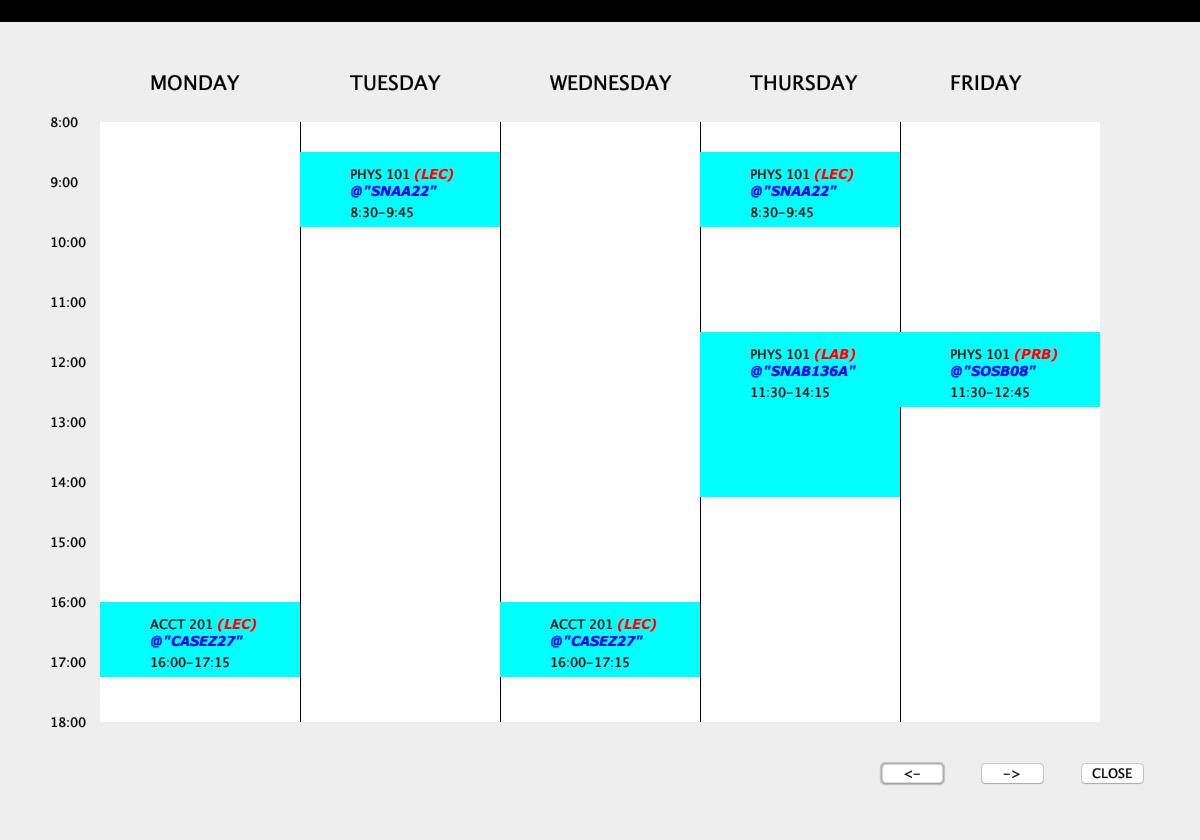 MONDAY TUESDAY WEDNESDAY THURSDAY FRIDAY
8:00
PHYS 101 (LEC)
@"SNAA22"
8:30-9:45
PHYS 101 (LEC)
@"SNAA22"
8:30-9:45
9:00
10:00
11:00
PHYS 101 (LAB)
@"SNAB136A"
11:30-14:15
PHYS 101 (PRB)
@"SOSB08"
11:30-12:45
12:00
13:00
14:00
15:00
16:00
ACCT 201 (LEC)
@"CASEZ27"
16:00-17:15
ACCT 201 (LEC)
@"CASEZ27"
16:00-17:15
17:00
18:00
<- -> CLOSE